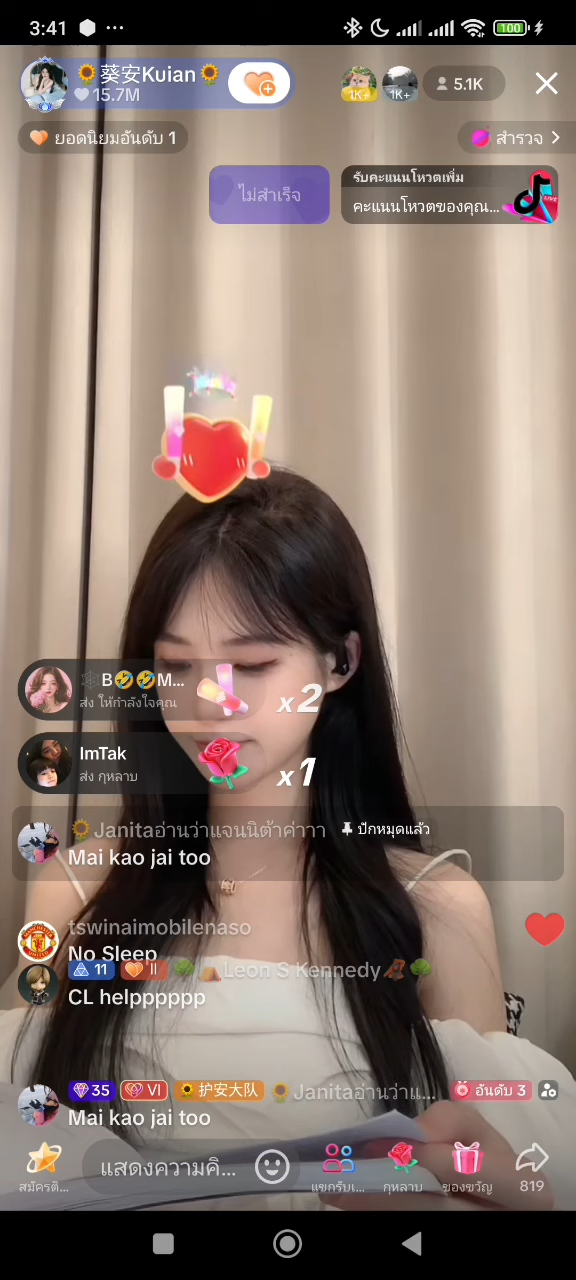 3:41
100
🌻葵安Kuian🌻
15.7M
1K+
1K+
5.1K
ยอดนิยมอันดับ 1
สำรวจ
ไม่สำเร็จ
รับคะแนนโหวตเพิ่ม
คะแนนโหวตของคุณ...
LIVE
🕸️B🤣🤣M...
ส่ง ให้กำลังใจคุณ
x2
ImTak
ส่ง กุหลาบ
x1
🌻Janitaอ่านว่าแจนนิต้าค่าาา ปักหมุดแล้ว
Mai kao jai too
tswinaimobilenaso
No Sleep
11 II 🌳⛺Leon S Kennedy🌳
CL helpppppp
35 VI 🌻护安大队 🌻Janitaอ่านว่าแ... อันดับ 3
Mai kao jai too
แสดงความคิ...
สมัครติ...
แขกรับเ...
กุหลาบ
ของขวัญ
819